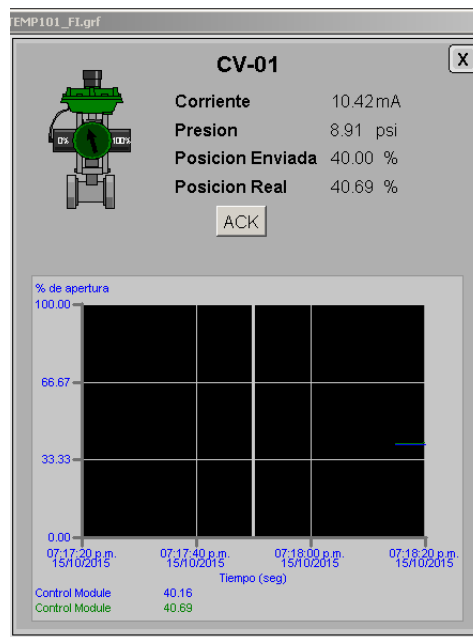 TEMP101_FI.grf
CV-01
X
Corriente 10.42 mA
Presion 8.91 psi
Posicion Enviada 40.00 %
Posicion Real 40.69 %
0% 100%
ACK
% de apertura
100.00
66.67
33.33
0.00
07:17:20 p.m. 07:17:40 p.m. 07:18:00 p.m. 07:18:20 p.m.
15/10/2015 15/10/2015 15/10/2015 15/10/2015
Tiempo (seg)
Control Module 40.16
Control Module 40.69